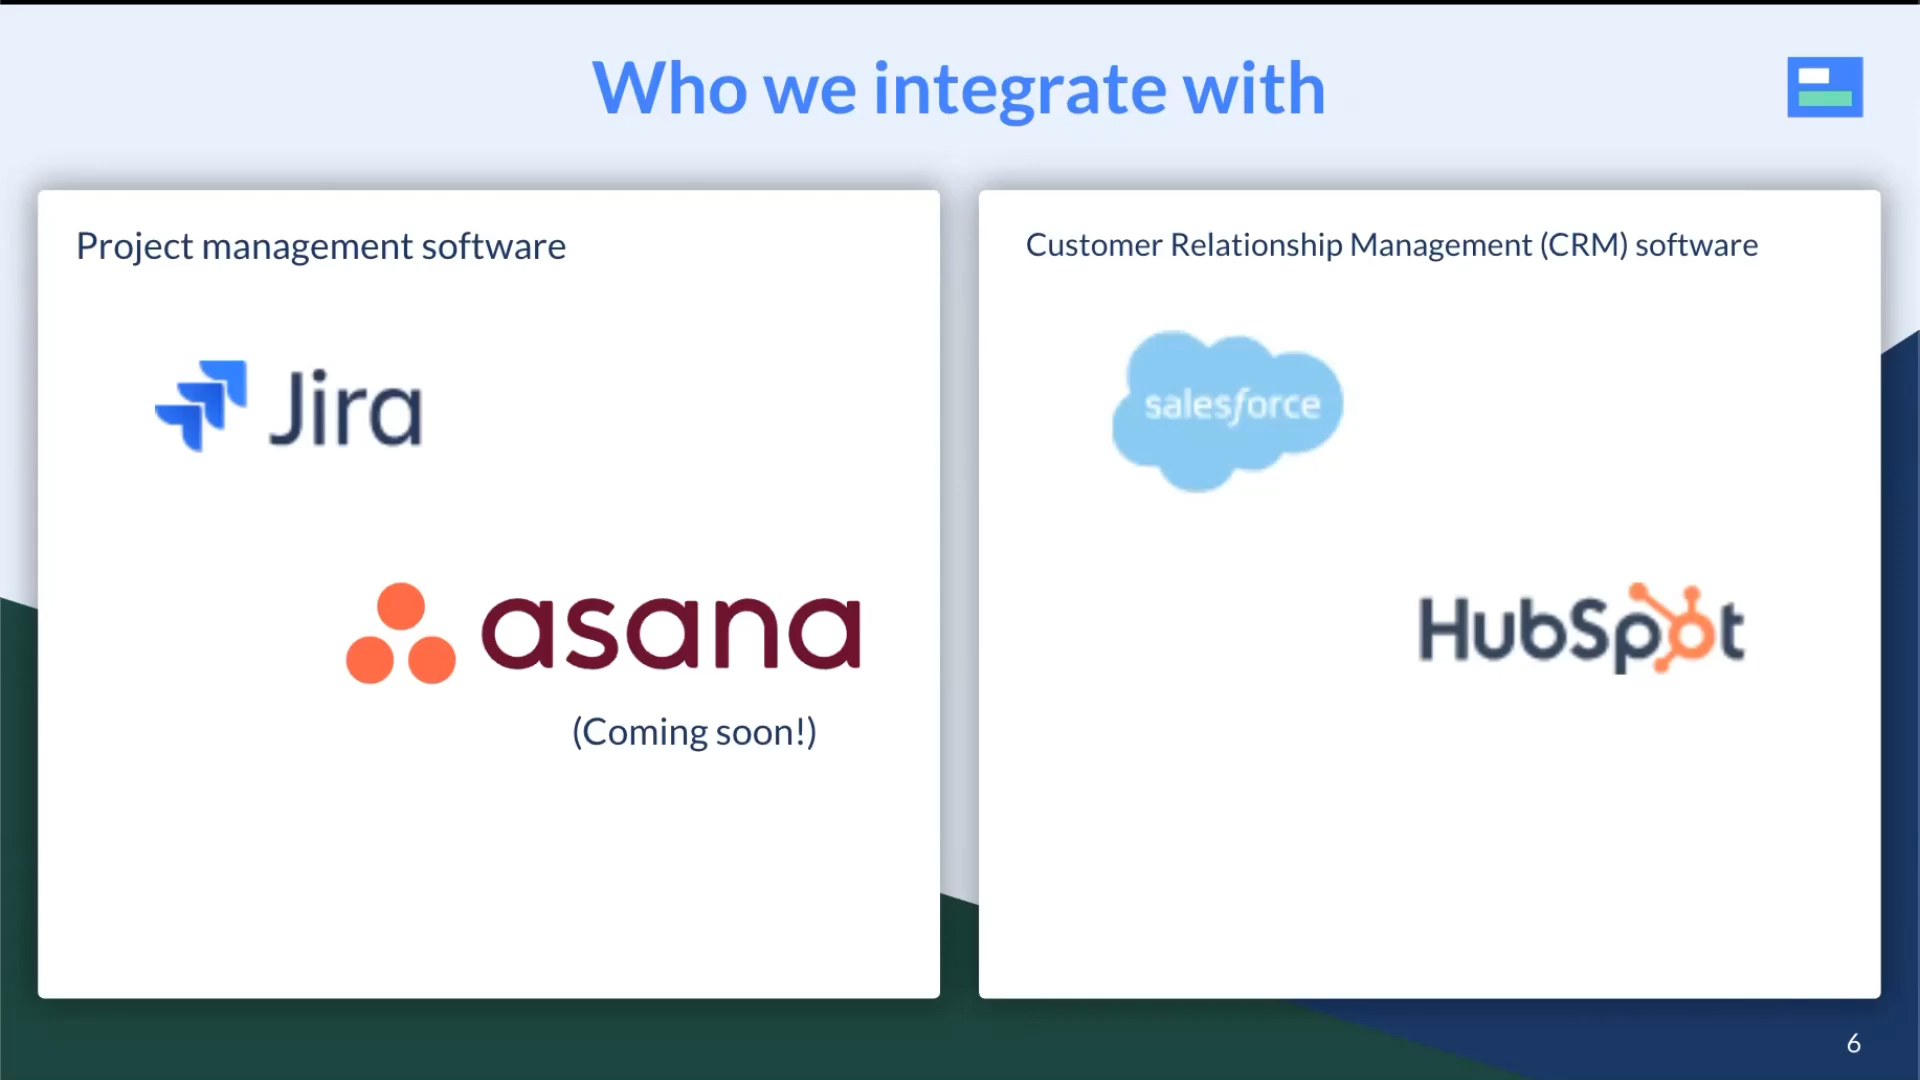 Who we integrate with
Project management software
Jira
asana
(Coming soon!)
Customer Relationship Management (CRM) software
salesforce
HubSpot
6